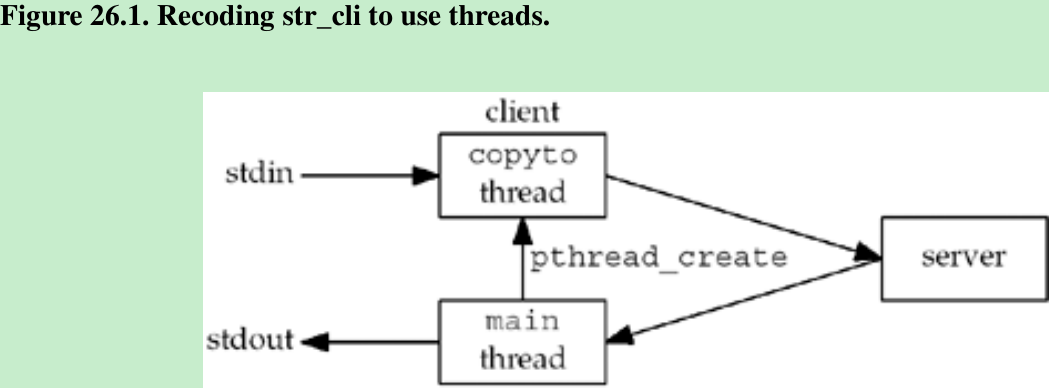 Figure 26.1. Recoding str_cli to use threads.
client
copyto
thread
stdin
pthread_create
server
main
thread
stdout